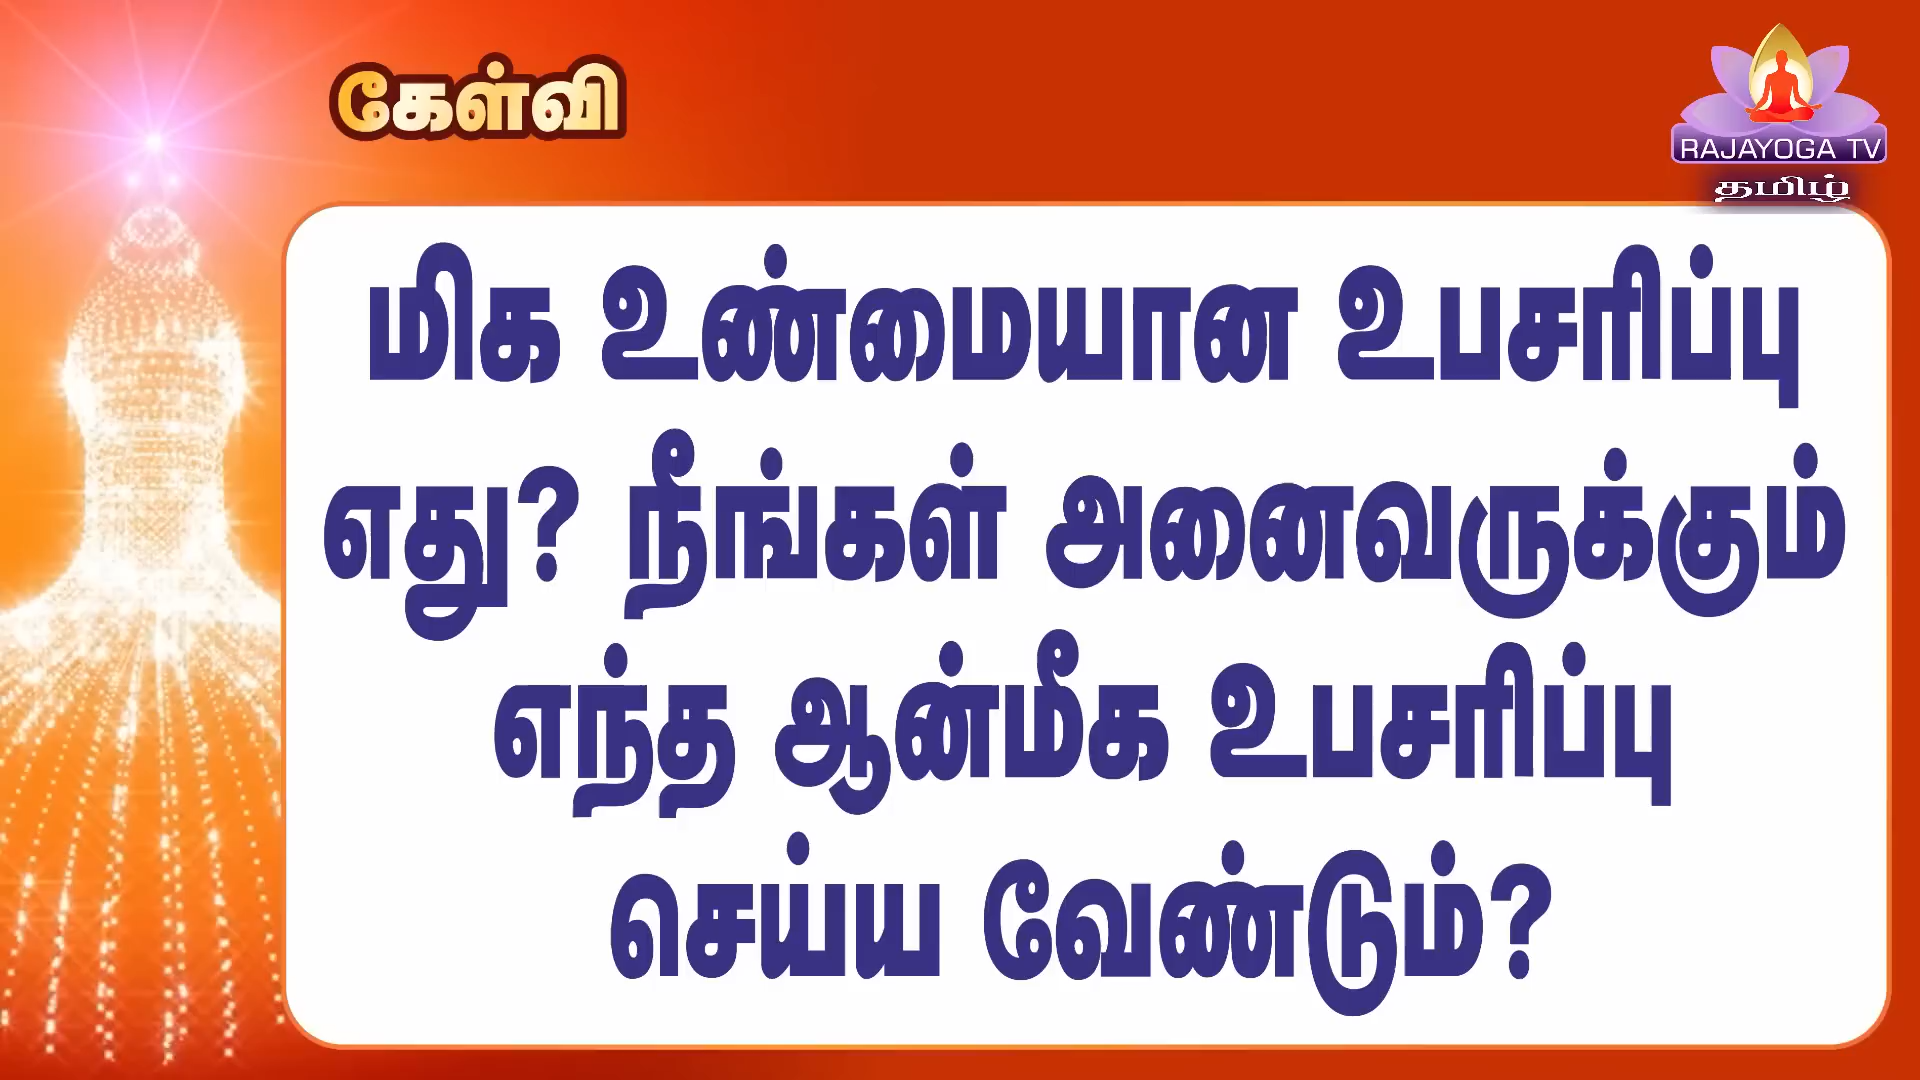 கேள்வி
RAJAYOGA TV
தமிழ்
மிக உண்மையான உபசரிப்பு
எது? நீங்கள் அனைவருக்கும்
எந்த ஆன்மீக உபசரிப்பு
செய்ய வேண்டும்?